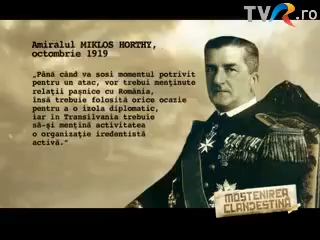 TVR.ro
Amiralul MIKLOS HORTHY,
octombrie 1919
„Până când va sosi momentul potrivit
pentru un atac, vor trebui menţinute
relaţii paşnice cu România,
însă trebuie folosită orice ocazie
pentru a o izola diplomatic,
iar în Transilvania trebuie
să-şi menţină activitatea
o organizaţie iredentistă
activă.”
MOŞTENIREA
CLANDESTINĂ